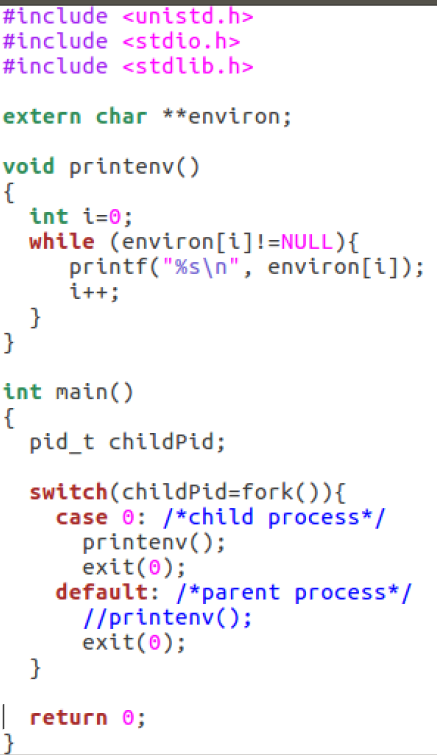 #include <unistd.h>
#include <stdio.h>
#include <stdlib.h>

extern char **environ;

void printenv()
{
  int i=0;
  while (environ[i]!=NULL){
     printf("%s\n", environ[i]);
     i++;
  }
}

int main()
{
  pid_t childPid;

  switch(childPid=fork()){
    case 0: /*child process*/
      printenv();
      exit(0);
    default: /*parent process*/
      //printenv();
      exit(0);
  }

  return 0;
}